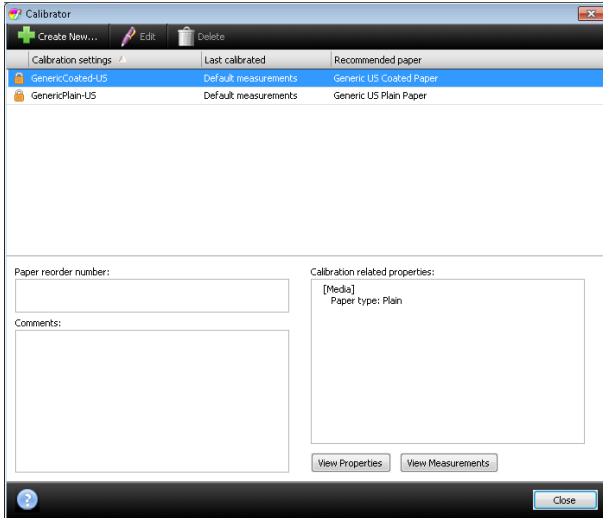 Calibrator
Create New... Edit Delete
Calibration settings Last calibrated Recommended paper
GenericCoated-US Default measurements Generic US Coated Paper
GenericPlain-US Default measurements Generic US Plain Paper
Paper reorder number:
Calibration related properties:
[Media]
Paper type: Plain
Comments:
View Properties View Measurements
? Close